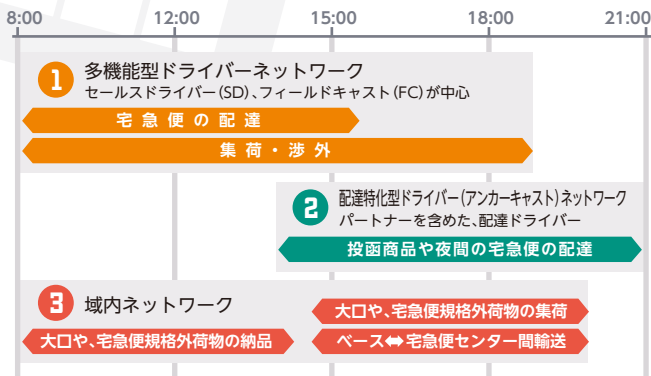 8:00 12:00 15:00 18:00 21:00
1 多機能型ドライバーネットワーク
セールスドライバー(SD)、フィールドキャスト(FC)が中心
宅急便の配達
集荷・渉外
2 配達特化型ドライバー(アンカーキャスト)ネットワーク
パートナーを含めた、配達ドライバー
投函商品や夜間の宅急便の配達
3 域内ネットワーク
大口や、宅急便規格外荷物の集荷
大口や、宅急便規格外荷物の納品
ベース⬌宅急便センター間輸送